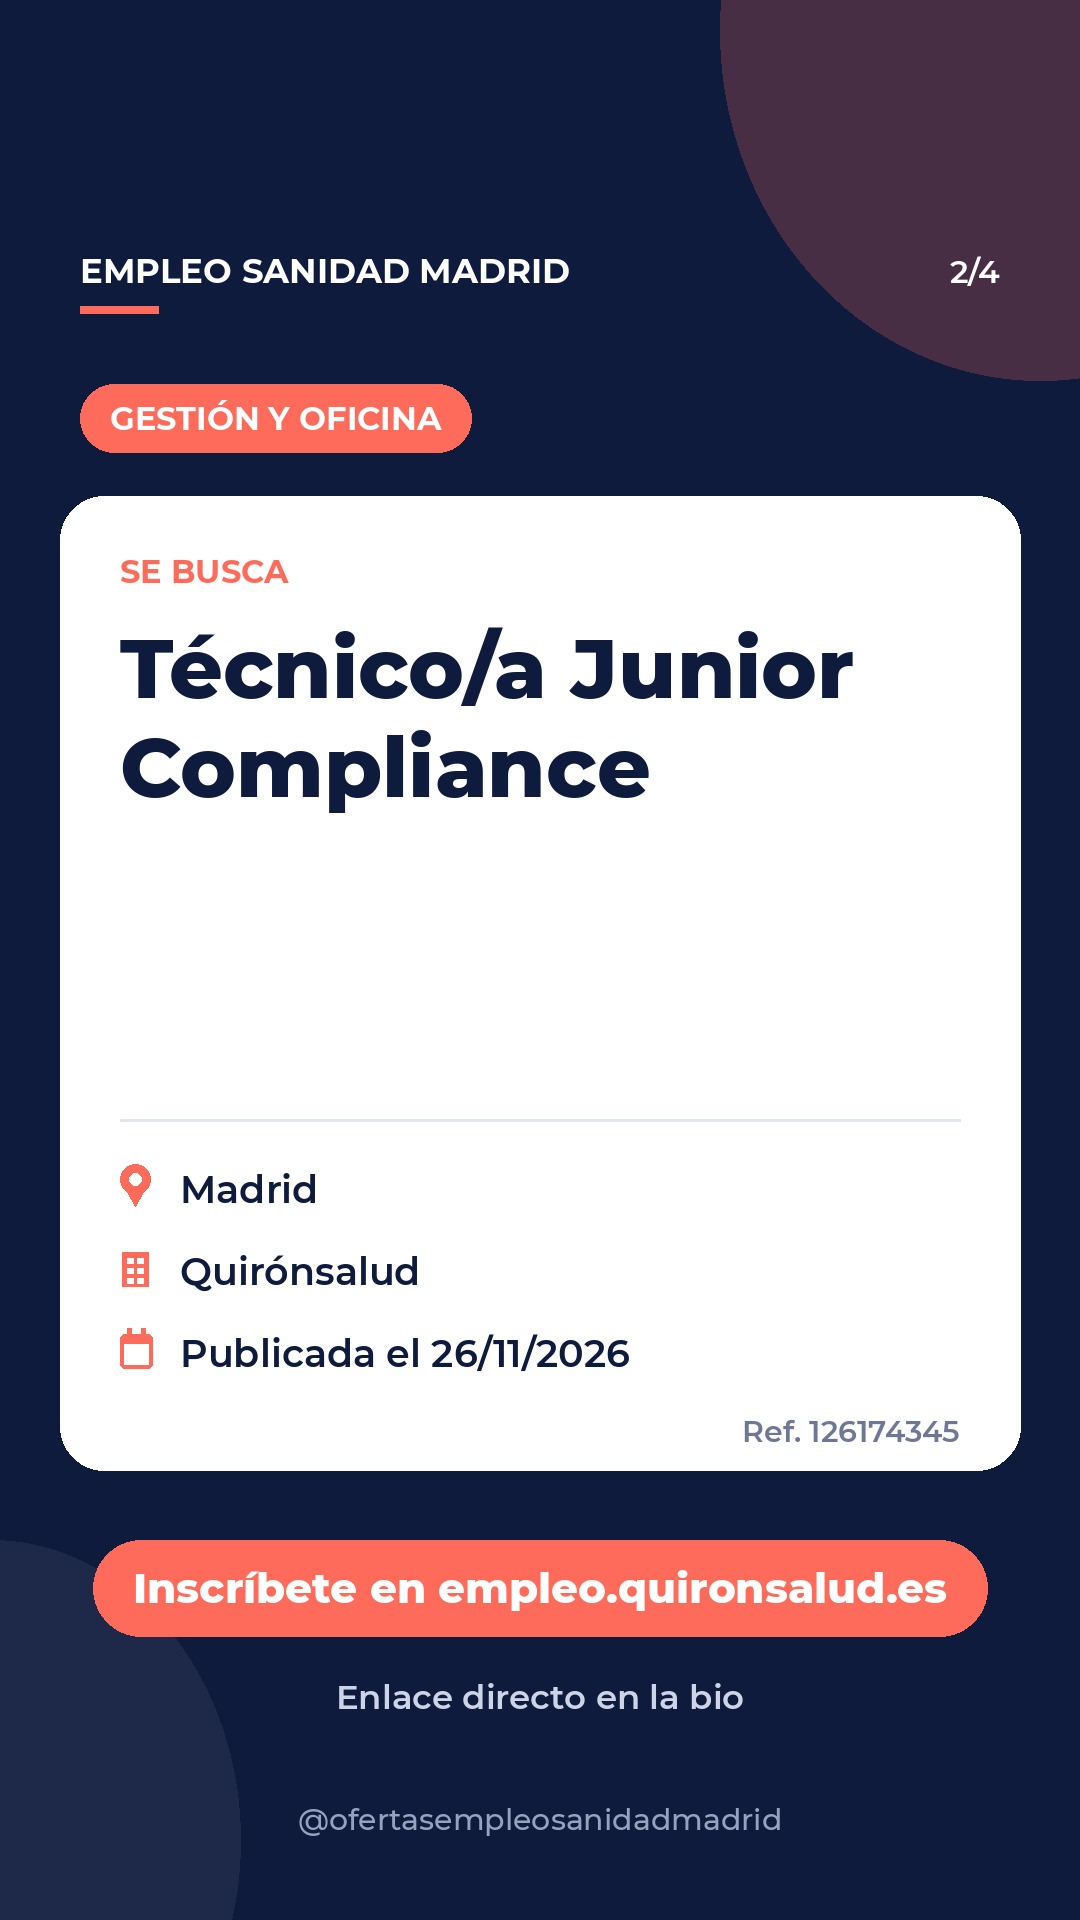 EMPLEO SANIDAD MADRID
2/4
GESTIÓN Y OFICINA
SE BUSCA
Técnico/a Junior
Compliance
Madrid
Quirónsalud
Publicada el 26/11/2026
Ref. 126174345
Inscríbete en empleo.quironsalud.es
Enlace directo en la bio
@ofertasempleosanidadmadrid